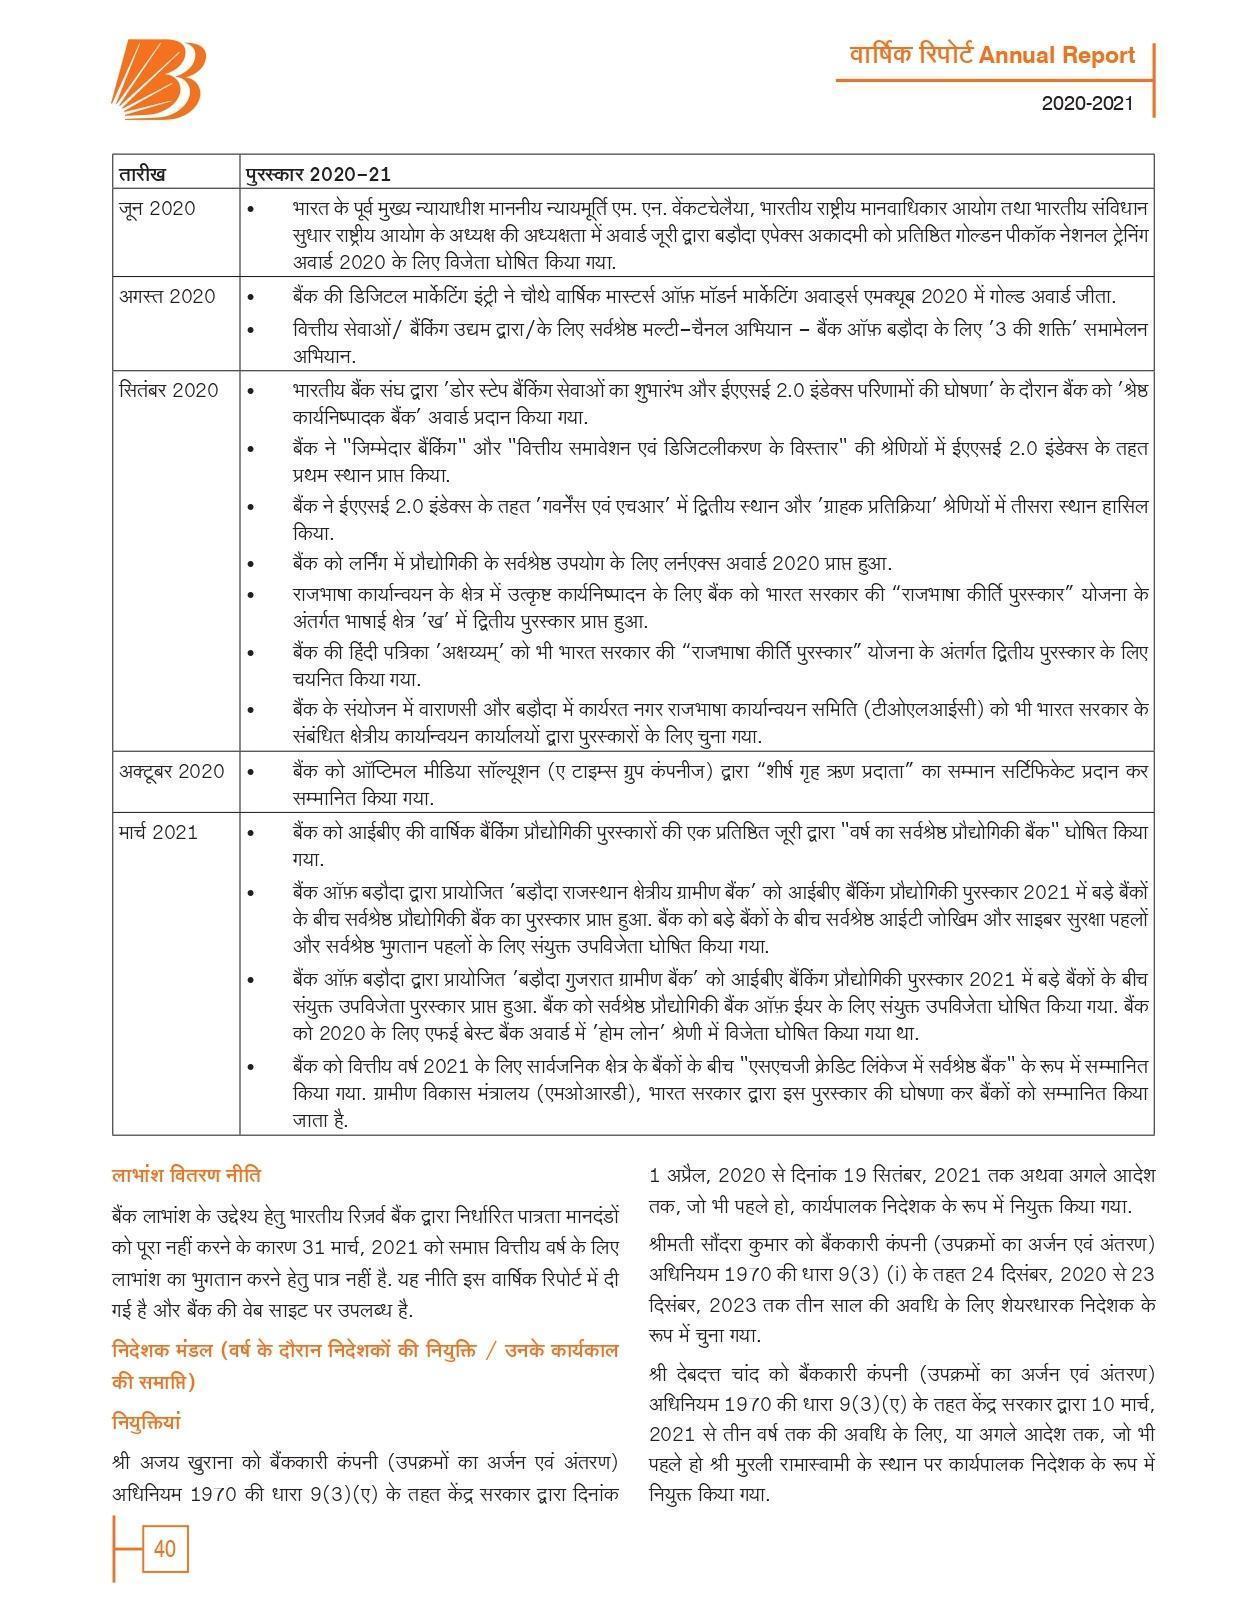 वार्षिक रिपोर्ट Annual Report
2020-2021
तारीख पुरस्कार 2020-21
जून 2020 • भारत के पूर्व मुख्य न्यायाधीश माननीय न्यायमूर्ति एम. एन. वेंकटचेलैया, भारतीय राष्ट्रीय मानवाधिकार आयोग तथा भारतीय संविधान
सुधार राष्ट्रीय आयोग के अध्यक्ष की अध्यक्षता में अवार्ड जूरी द्वारा बड़ौदा एपेक्स अकादमी को प्रतिष्ठित गोल्डन पीकॉक नेशनल ट्रेनिंग
अवार्ड 2020 के लिए विजेता घोषित किया गया.
अगस्त 2020 • बैंक की डिजिटल मार्केटिंग इंट्री ने चौथे वार्षिक मास्टर्स ऑफ़ मॉडर्न मार्केटिंग अवार्ड्स एमक्यूब 2020 में गोल्ड अवार्ड जीता.
• वित्तीय सेवाओं/ बैंकिंग उद्यम द्वारा/के लिए सर्वश्रेष्ठ मल्टी-चैनल अभियान - बैंक ऑफ़ बड़ौदा के लिए '3 की शक्ति' समामेलन
अभियान.
सितंबर 2020 • भारतीय बैंक संघ द्वारा 'डोर स्टेप बैंकिंग सेवाओं का शुभारंभ और ईएएसई 2.0 इंडेक्स परिणामों की घोषणा' के दौरान बैंक को 'श्रेष्ठ
कार्यनिष्पादक बैंक' अवार्ड प्रदान किया गया.
• बैंक ने "जिम्मेदार बैंकिंग" और "वित्तीय समावेशन एवं डिजिटलीकरण के विस्तार" की श्रेणियों में ईएएसई 2.0 इंडेक्स के तहत
प्रथम स्थान प्राप्त किया.
• बैंक ने ईएएसई 2.0 इंडेक्स के तहत 'गवर्नेंस एवं एचआर' में द्वितीय स्थान और 'ग्राहक प्रतिक्रिया' श्रेणियों में तीसरा स्थान हासिल
किया.
• बैंक को लर्निंग में प्रौद्योगिकी के सर्वश्रेष्ठ उपयोग के लिए लर्नएक्स अवार्ड 2020 प्राप्त हुआ.
• राजभाषा कार्यान्वयन के क्षेत्र में उत्कृष्ट कार्यनिष्पादन के लिए बैंक को भारत सरकार की “राजभाषा कीर्ति पुरस्कार” योजना के
अंतर्गत भाषाई क्षेत्र 'ख' में द्वितीय पुरस्कार प्राप्त हुआ.
• बैंक की हिंदी पत्रिका 'अक्षय्यम्' को भी भारत सरकार की “राजभाषा कीर्ति पुरस्कार” योजना के अंतर्गत द्वितीय पुरस्कार के लिए
चयनित किया गया.
• बैंक के संयोजन में वाराणसी और बड़ौदा में कार्यरत नगर राजभाषा कार्यान्वयन समिति (टीओएलआईसी) को भी भारत सरकार के
संबंधित क्षेत्रीय कार्यान्वयन कार्यालयों द्वारा पुरस्कारों के लिए चुना गया.
अक्टूबर 2020 • बैंक को ऑप्टिमल मीडिया सॉल्यूशन (ए टाइम्स ग्रुप कंपनीज) द्वारा “शीर्ष गृह ऋण प्रदाता” का सम्मान सर्टिफिकेट प्रदान कर
सम्मानित किया गया.
मार्च 2021 • बैंक को आईबीए की वार्षिक बैंकिंग प्रौद्योगिकी पुरस्कारों की एक प्रतिष्ठित जूरी द्वारा "वर्ष का सर्वश्रेष्ठ प्रौद्योगिकी बैंक" घोषित किया
गया.
• बैंक ऑफ़ बड़ौदा द्वारा प्रायोजित 'बड़ौदा राजस्थान क्षेत्रीय ग्रामीण बैंक' को आईबीए बैंकिंग प्रौद्योगिकी पुरस्कार 2021 में बड़े बैंकों
के बीच सर्वश्रेष्ठ प्रौद्योगिकी बैंक का पुरस्कार प्राप्त हुआ. बैंक को बड़े बैंकों के बीच सर्वश्रेष्ठ आईटी जोखिम और साइबर सुरक्षा पहलों
और सर्वश्रेष्ठ भुगतान पहलों के लिए संयुक्त उपविजेता घोषित किया गया.
• बैंक ऑफ़ बड़ौदा द्वारा प्रायोजित 'बड़ौदा गुजरात ग्रामीण बैंक' को आईबीए बैंकिंग प्रौद्योगिकी पुरस्कार 2021 में बड़े बैंकों के बीच
संयुक्त उपविजेता पुरस्कार प्राप्त हुआ. बैंक को सर्वश्रेष्ठ प्रौद्योगिकी बैंक ऑफ़ ईयर के लिए संयुक्त उपविजेता घोषित किया गया. बैंक
को 2020 के लिए एफई बेस्ट बैंक अवार्ड में 'होम लोन' श्रेणी में विजेता घोषित किया गया था.
• बैंक को वित्तीय वर्ष 2021 के लिए सार्वजनिक क्षेत्र के बैंकों के बीच "एसएचजी क्रेडिट लिंकेज में सर्वश्रेष्ठ बैंक" के रूप में सम्मानित
किया गया. ग्रामीण विकास मंत्रालय (एमओआरडी), भारत सरकार द्वारा इस पुरस्कार की घोषणा कर बैंकों को सम्मानित किया
जाता है.
लाभांश वितरण नीति
बैंक लाभांश के उद्देश्य हेतु भारतीय रिज़र्व बैंक द्वारा निर्धारित पात्रता मानदंडों
को पूरा नहीं करने के कारण 31 मार्च, 2021 को समाप्त वित्तीय वर्ष के लिए
लाभांश का भुगतान करने हेतु पात्र नहीं है. यह नीति इस वार्षिक रिपोर्ट में दी
गई है और बैंक की वेब साइट पर उपलब्ध है.
निदेशक मंडल (वर्ष के दौरान निदेशकों की नियुक्ति / उनके कार्यकाल
की समाप्ति)
नियुक्तियां
श्री अजय खुराना को बैंककारी कंपनी (उपक्रमों का अर्जन एवं अंतरण)
अधिनियम 1970 की धारा 9(3)(ए) के तहत केंद्र सरकार द्वारा दिनांक
1 अप्रैल, 2020 से दिनांक 19 सितंबर, 2021 तक अथवा अगले आदेश
तक, जो भी पहले हो, कार्यपालक निदेशक के रूप में नियुक्त किया गया.
श्रीमती सौंदरा कुमार को बैंककारी कंपनी (उपक्रमों का अर्जन एवं अंतरण)
अधिनियम 1970 की धारा 9(3) (i) के तहत 24 दिसंबर, 2020 से 23
दिसंबर, 2023 तक तीन साल की अवधि के लिए शेयरधारक निदेशक के
रूप में चुना गया.
श्री देबदत्त चांद को बैंककारी कंपनी (उपक्रमों का अर्जन एवं अंतरण)
अधिनियम 1970 की धारा 9(3)(ए) के तहत केंद्र सरकार द्वारा 10 मार्च,
2021 से तीन वर्ष तक की अवधि के लिए, या अगले आदेश तक, जो भी
पहले हो श्री मुरली रामास्वामी के स्थान पर कार्यपालक निदेशक के रूप में
नियुक्त किया गया.
40